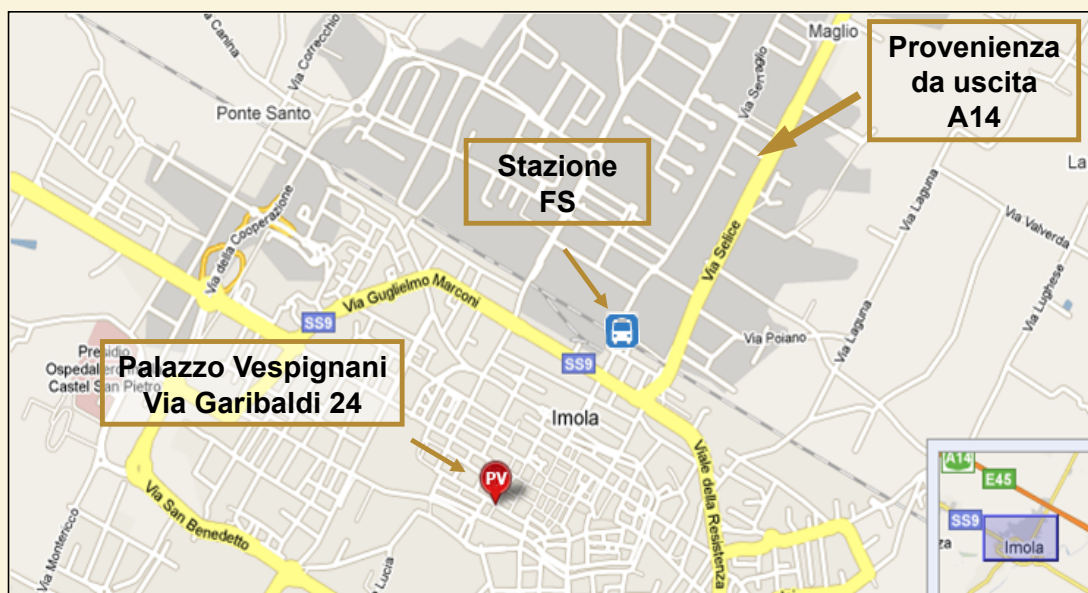 Via Canina
Via Correcchio
Maglio
Via Serraglio
Provenienza
da uscita
A14
Ponte Santo
Stazione
FS
La
Via Laguna
Via Valverda
Via della Cooperazione
Via Selice
Via Lughese
Via Guglielmo Marconi
SS9
Via Laguna
Via Poiano
Presidio
Castel San Pietro
Palazzo Vespignani
Via Garibaldi 24
SS9
Imola
Viale della Resistenza
PV
Via San Benedetto
Via Montericco
Lucia
A14
E45
SS9
za
Imola